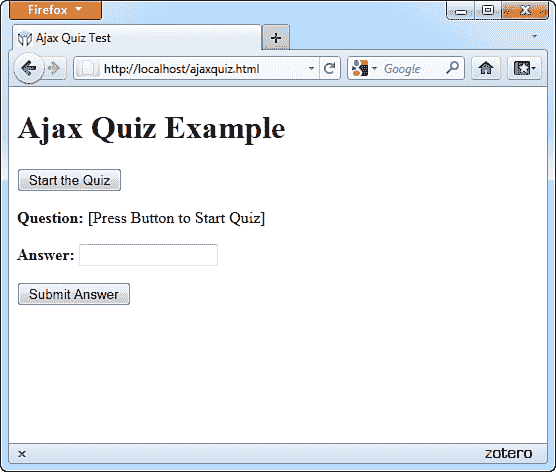 Firefox
Ajax Quiz Test
http://localhost/ajaxquiz.html
Google
Ajax Quiz Example
Start the Quiz
Question: [Press Button to Start Quiz]
Answer:
Submit Answer
× zotero